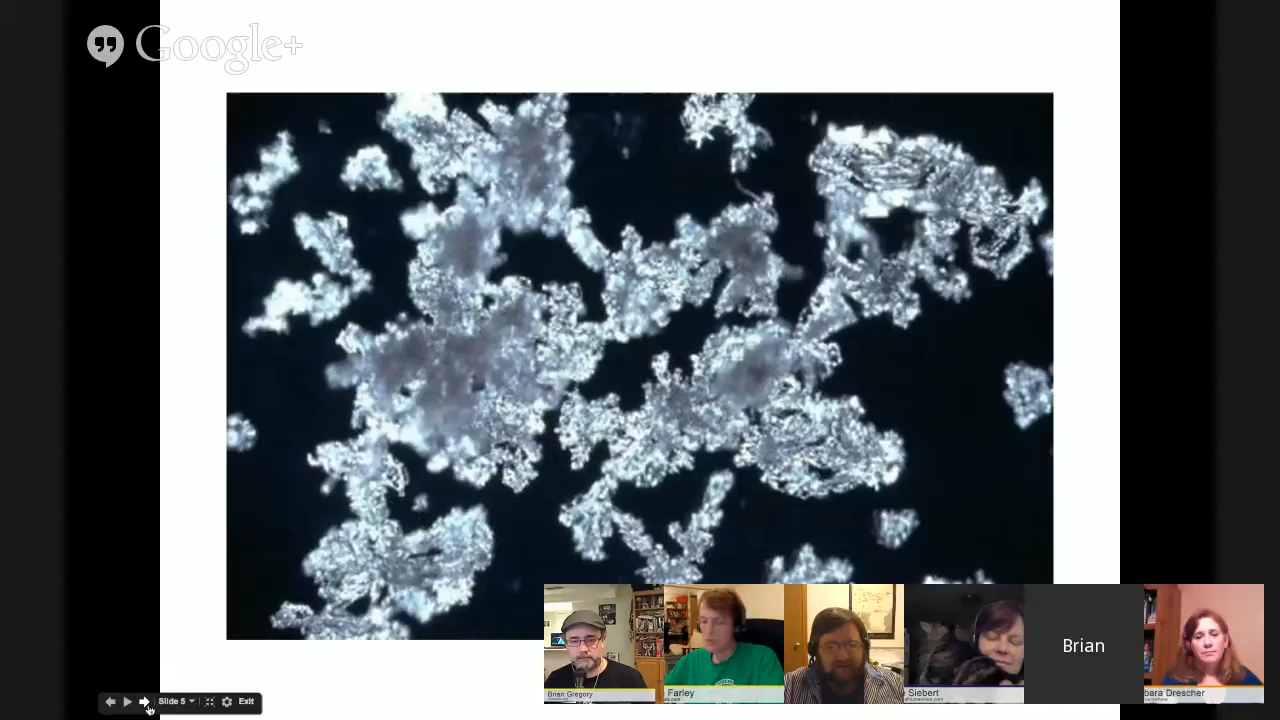 Google+
Brian Gregory
Farley
Siebert
Brian
bara Drescher
Slide 5
Exit